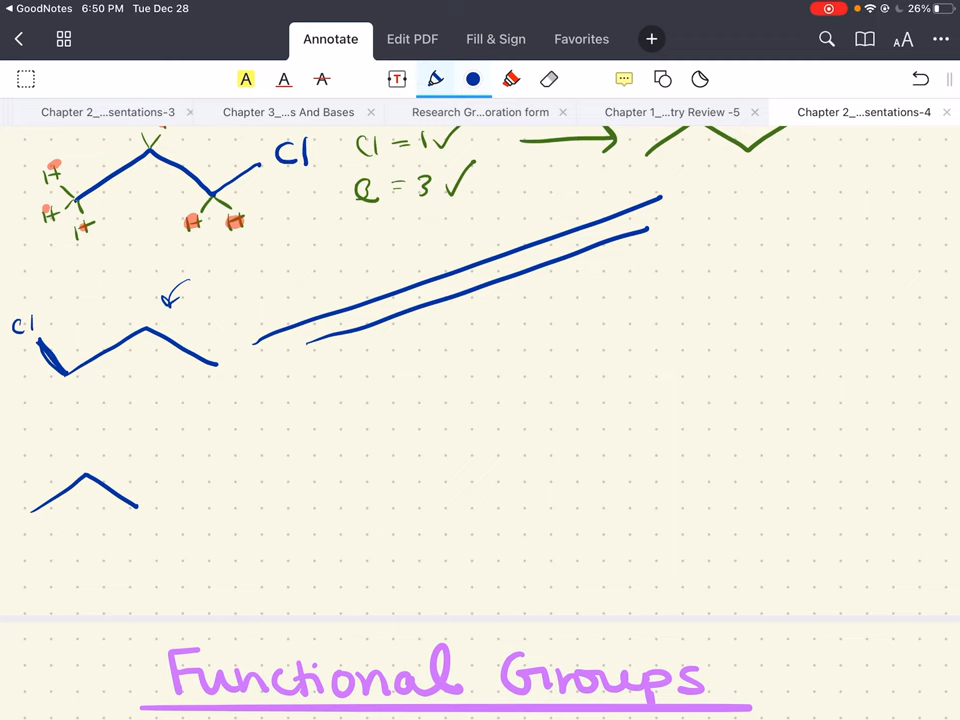 GoodNotes 6:50 PM Tue Dec 28 26%
Annotate Edit PDF Fill & Sign Favorites
A A A T AA
Chapter 2_...sentations-3 Chapter 3_...s And Bases Research Gr...oration form Chapter 1_...try Review -5 Chapter 2_...sentations-4
Cl = 1 ✓
Cl
H
= 3 ✓
H
H
H H
Cl
Functional Groups